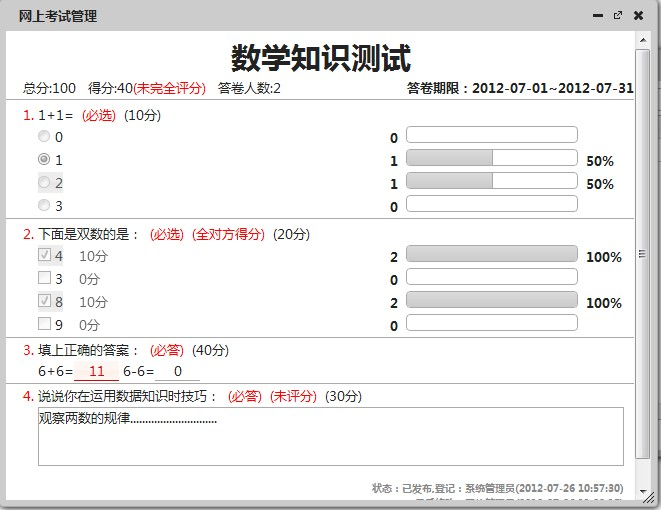 网上考试管理
数学知识测试
总分:100 得分:40(未完全评分) 答卷人数:2 答卷期限：2012-07-01~2012-07-31
1. 1+1= (必选) (10分)
0 0
1 1 50%
2 1 50%
3 0
2. 下面是双数的是： (必选) (全对方得分) (20分)
4 10分 2 100%
3 0分 0
8 10分 2 100%
9 0分 0
3. 填上正确的答案： (必答) (40分)
6+6= 11 6-6= 0
4. 说说你在运用数据知识时技巧： (必答) (未评分) (30分)
观察两数的规律.............................
状态：已发布,登记：系统管理员(2012-07-26 10:57:30)